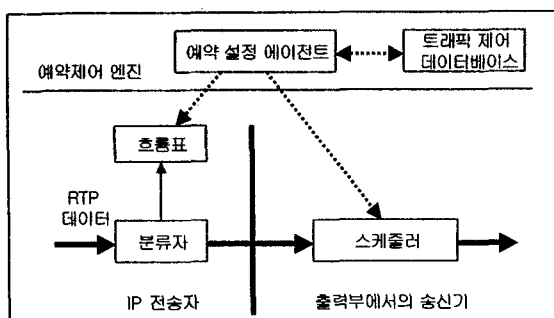 예약 설정 에이전트
트래픽 제어
데이터베이스
예약제어 엔진
흐름표
RTP
데이터
분류자
스케줄러
IP 전송자
출력부에서의 송신기